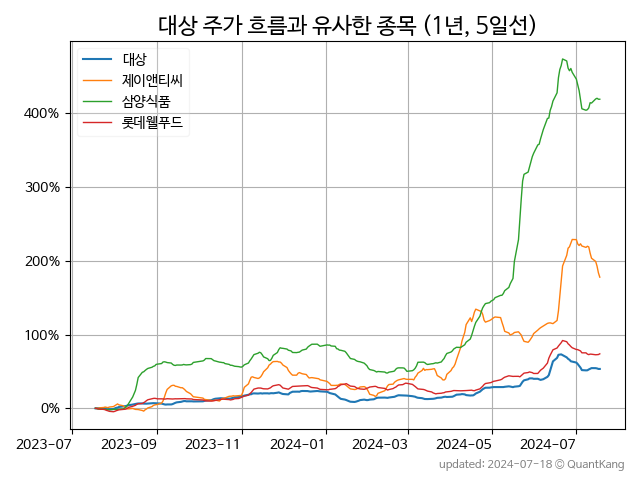 대상 주가 흐름과 유사한 종목 (1년, 5일선)
대상
제이앤티씨
삼양식품
롯데웰푸드
400%
300%
200%
100%
0%
2023-07 2023-09 2023-11 2024-01 2024-03 2024-05 2024-07
updated: 2024-07-18 © QuantKang